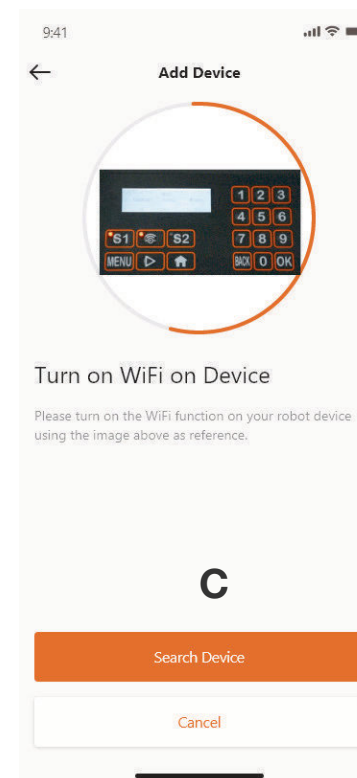 9:41
Add Device
1 2 3
4 5 6
S1 S2 7 8 9
MENU BACK 0 OK
Turn on WiFi on Device
Please turn on the WiFi function on your robot device
using the image above as reference.
C
Search Device
Cancel